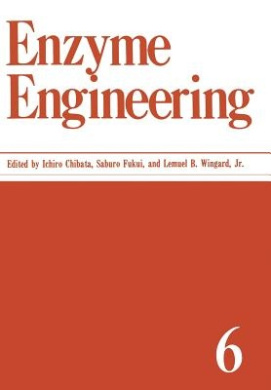 Enzyme
Engineering
Edited by Ichiro Chibata, Saburo Fukui, and Lemuel B. Wingard, Jr.
6